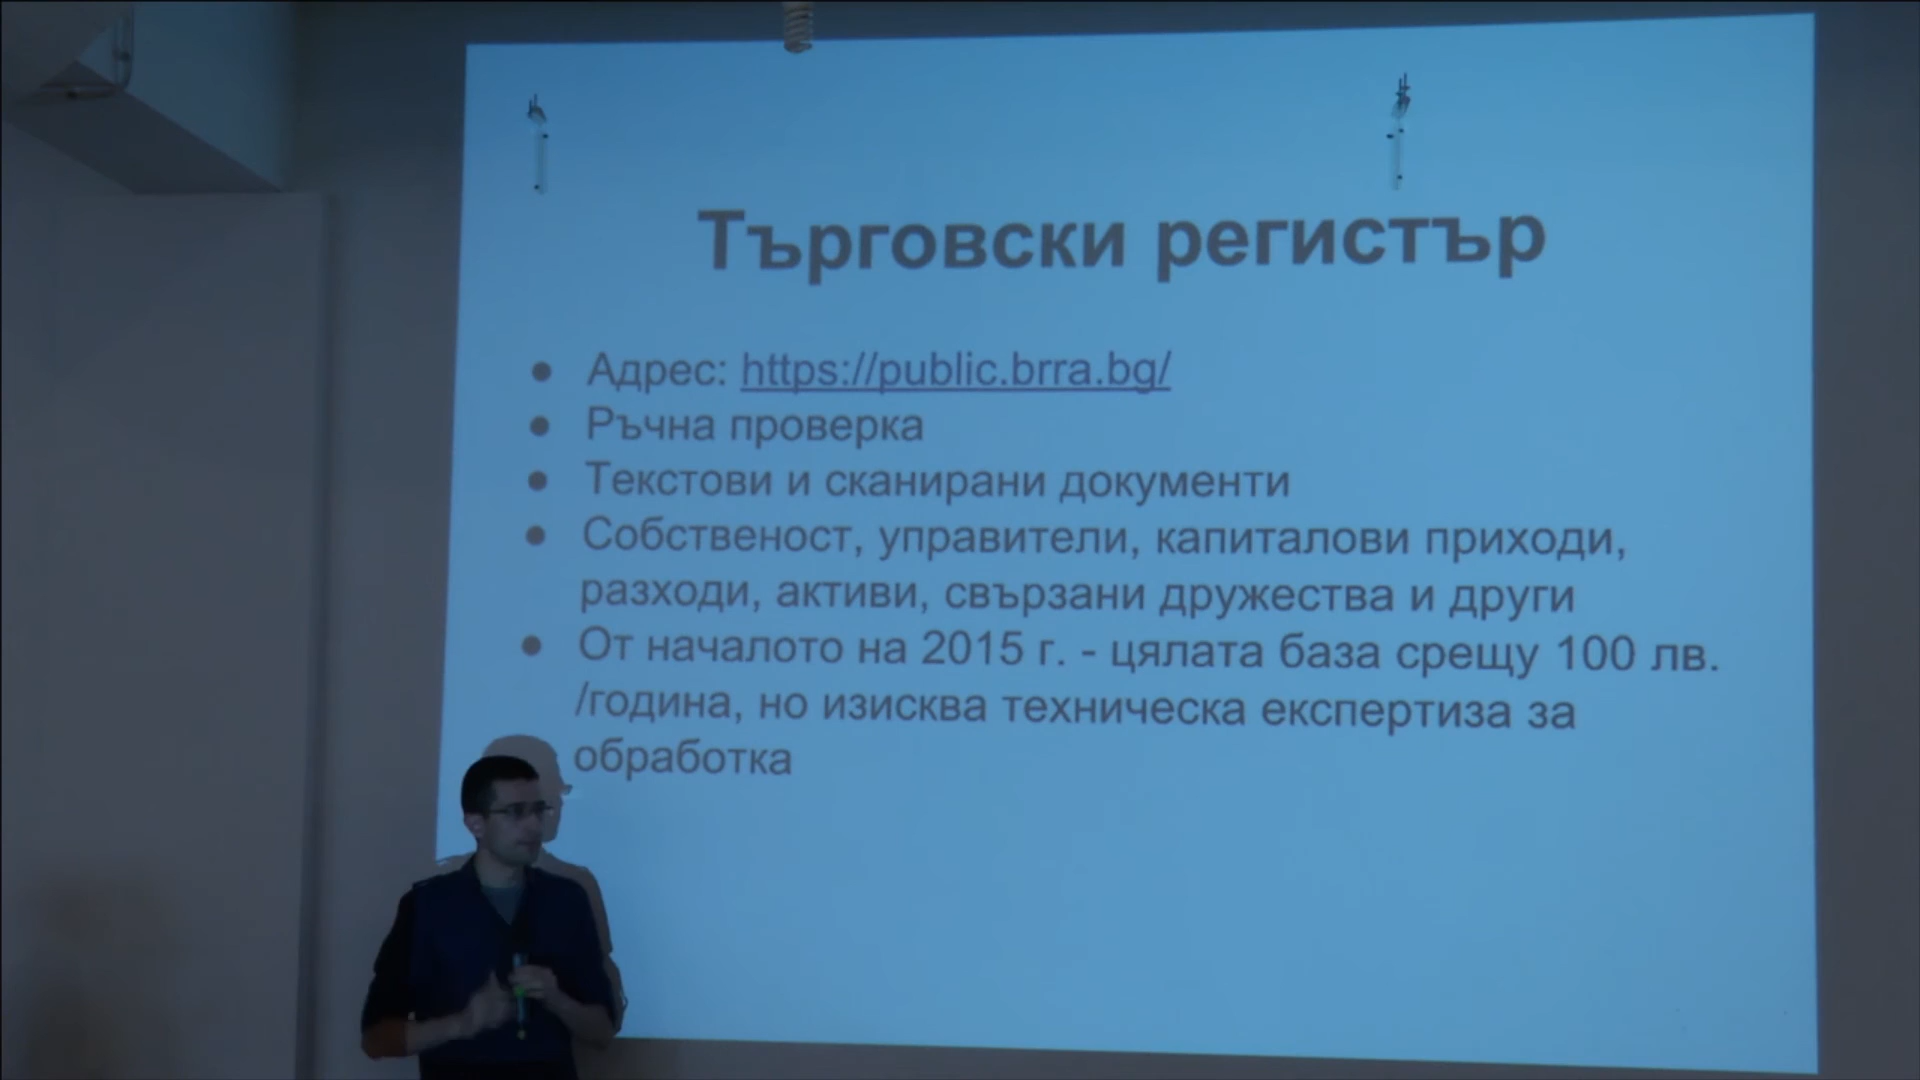 Търговски регистър
● Адрес: https://public.brra.bg/
● Ръчна проверка
● Текстови и сканирани документи
● Собственост, управители, капиталови приходи,
разходи, активи, свързани дружества и други
● От началото на 2015 г. - цялата база срещу 100 лв.
/година, но изисква техническа експертиза за
обработка